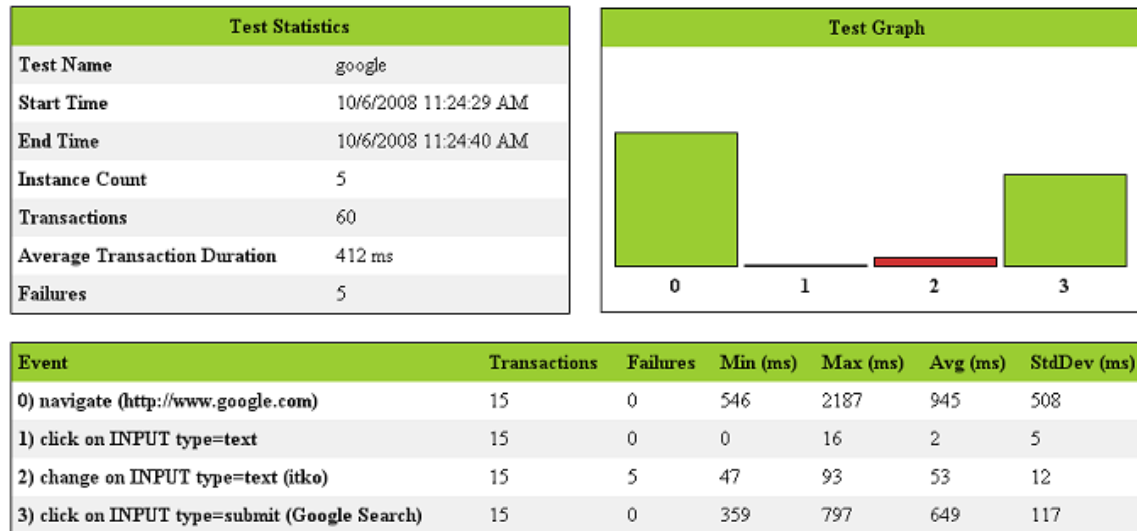 Test Statistics
Test Name google
Start Time 10/6/2008 11:24:29 AM
End Time 10/6/2008 11:24:40 AM
Instance Count 5
Transactions 60
Average Transaction Duration 412 ms
Failures 5
Test Graph
0 1 2 3
Event Transactions Failures Min (ms) Max (ms) Avg (ms) StdDev (ms)
0) navigate (http://www.google.com) 15 0 546 2187 945 508
1) click on INPUT type=text 15 0 0 16 2 5
2) change on INPUT type=text (itko) 15 5 47 93 53 12
3) click on INPUT type=submit (Google Search) 15 0 359 797 649 117